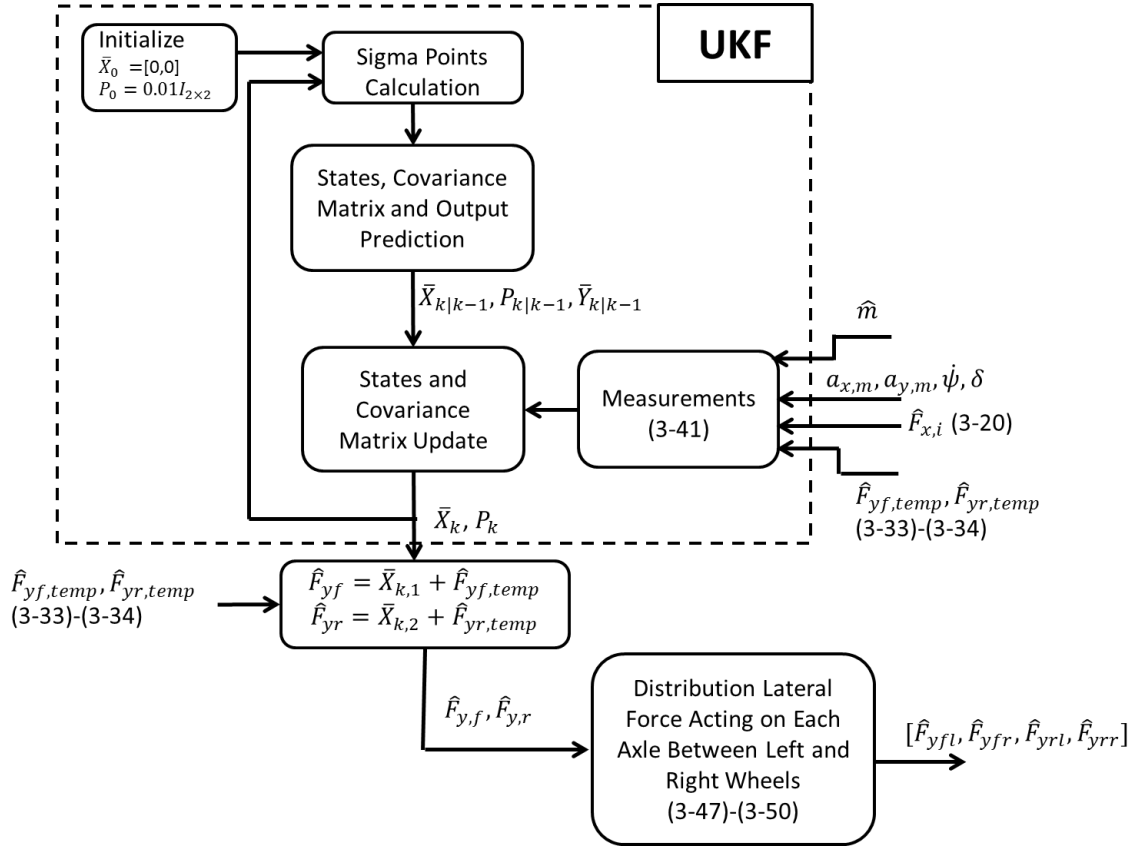 UKF
Initialize
X̄₀ =[0,0]
P₀ = 0.01I₂ₓ₂
Sigma Points
Calculation
States, Covariance
Matrix and Output
Prediction
X̄ₖ|ₖ₋₁, Pₖ|ₖ₋₁, Ȳₖ|ₖ₋₁
States and
Covariance
Matrix Update
Measurements
(3-41)
m̂
a_{x,m}, a_{y,m}, ψ̇, δ
F̂_{x,i} (3-20)
F̂_{yf,temp}, F̂_{yr,temp}
(3-33)-(3-34)
X̄ₖ, Pₖ
F̂_{yf,temp}, F̂_{yr,temp}
(3-33)-(3-34)
F̂_{yf} = X̄_{k,1} + F̂_{yf,temp}
F̂_{yr} = X̄_{k,2} + F̂_{yr,temp}
F̂_{y,f}, F̂_{y,r}
Distribution Lateral
Force Acting on Each
Axle Between Left and
Right Wheels
(3-47)-(3-50)
[F̂_{yfl}, F̂_{yfr}, F̂_{yrl}, F̂_{yrr}]